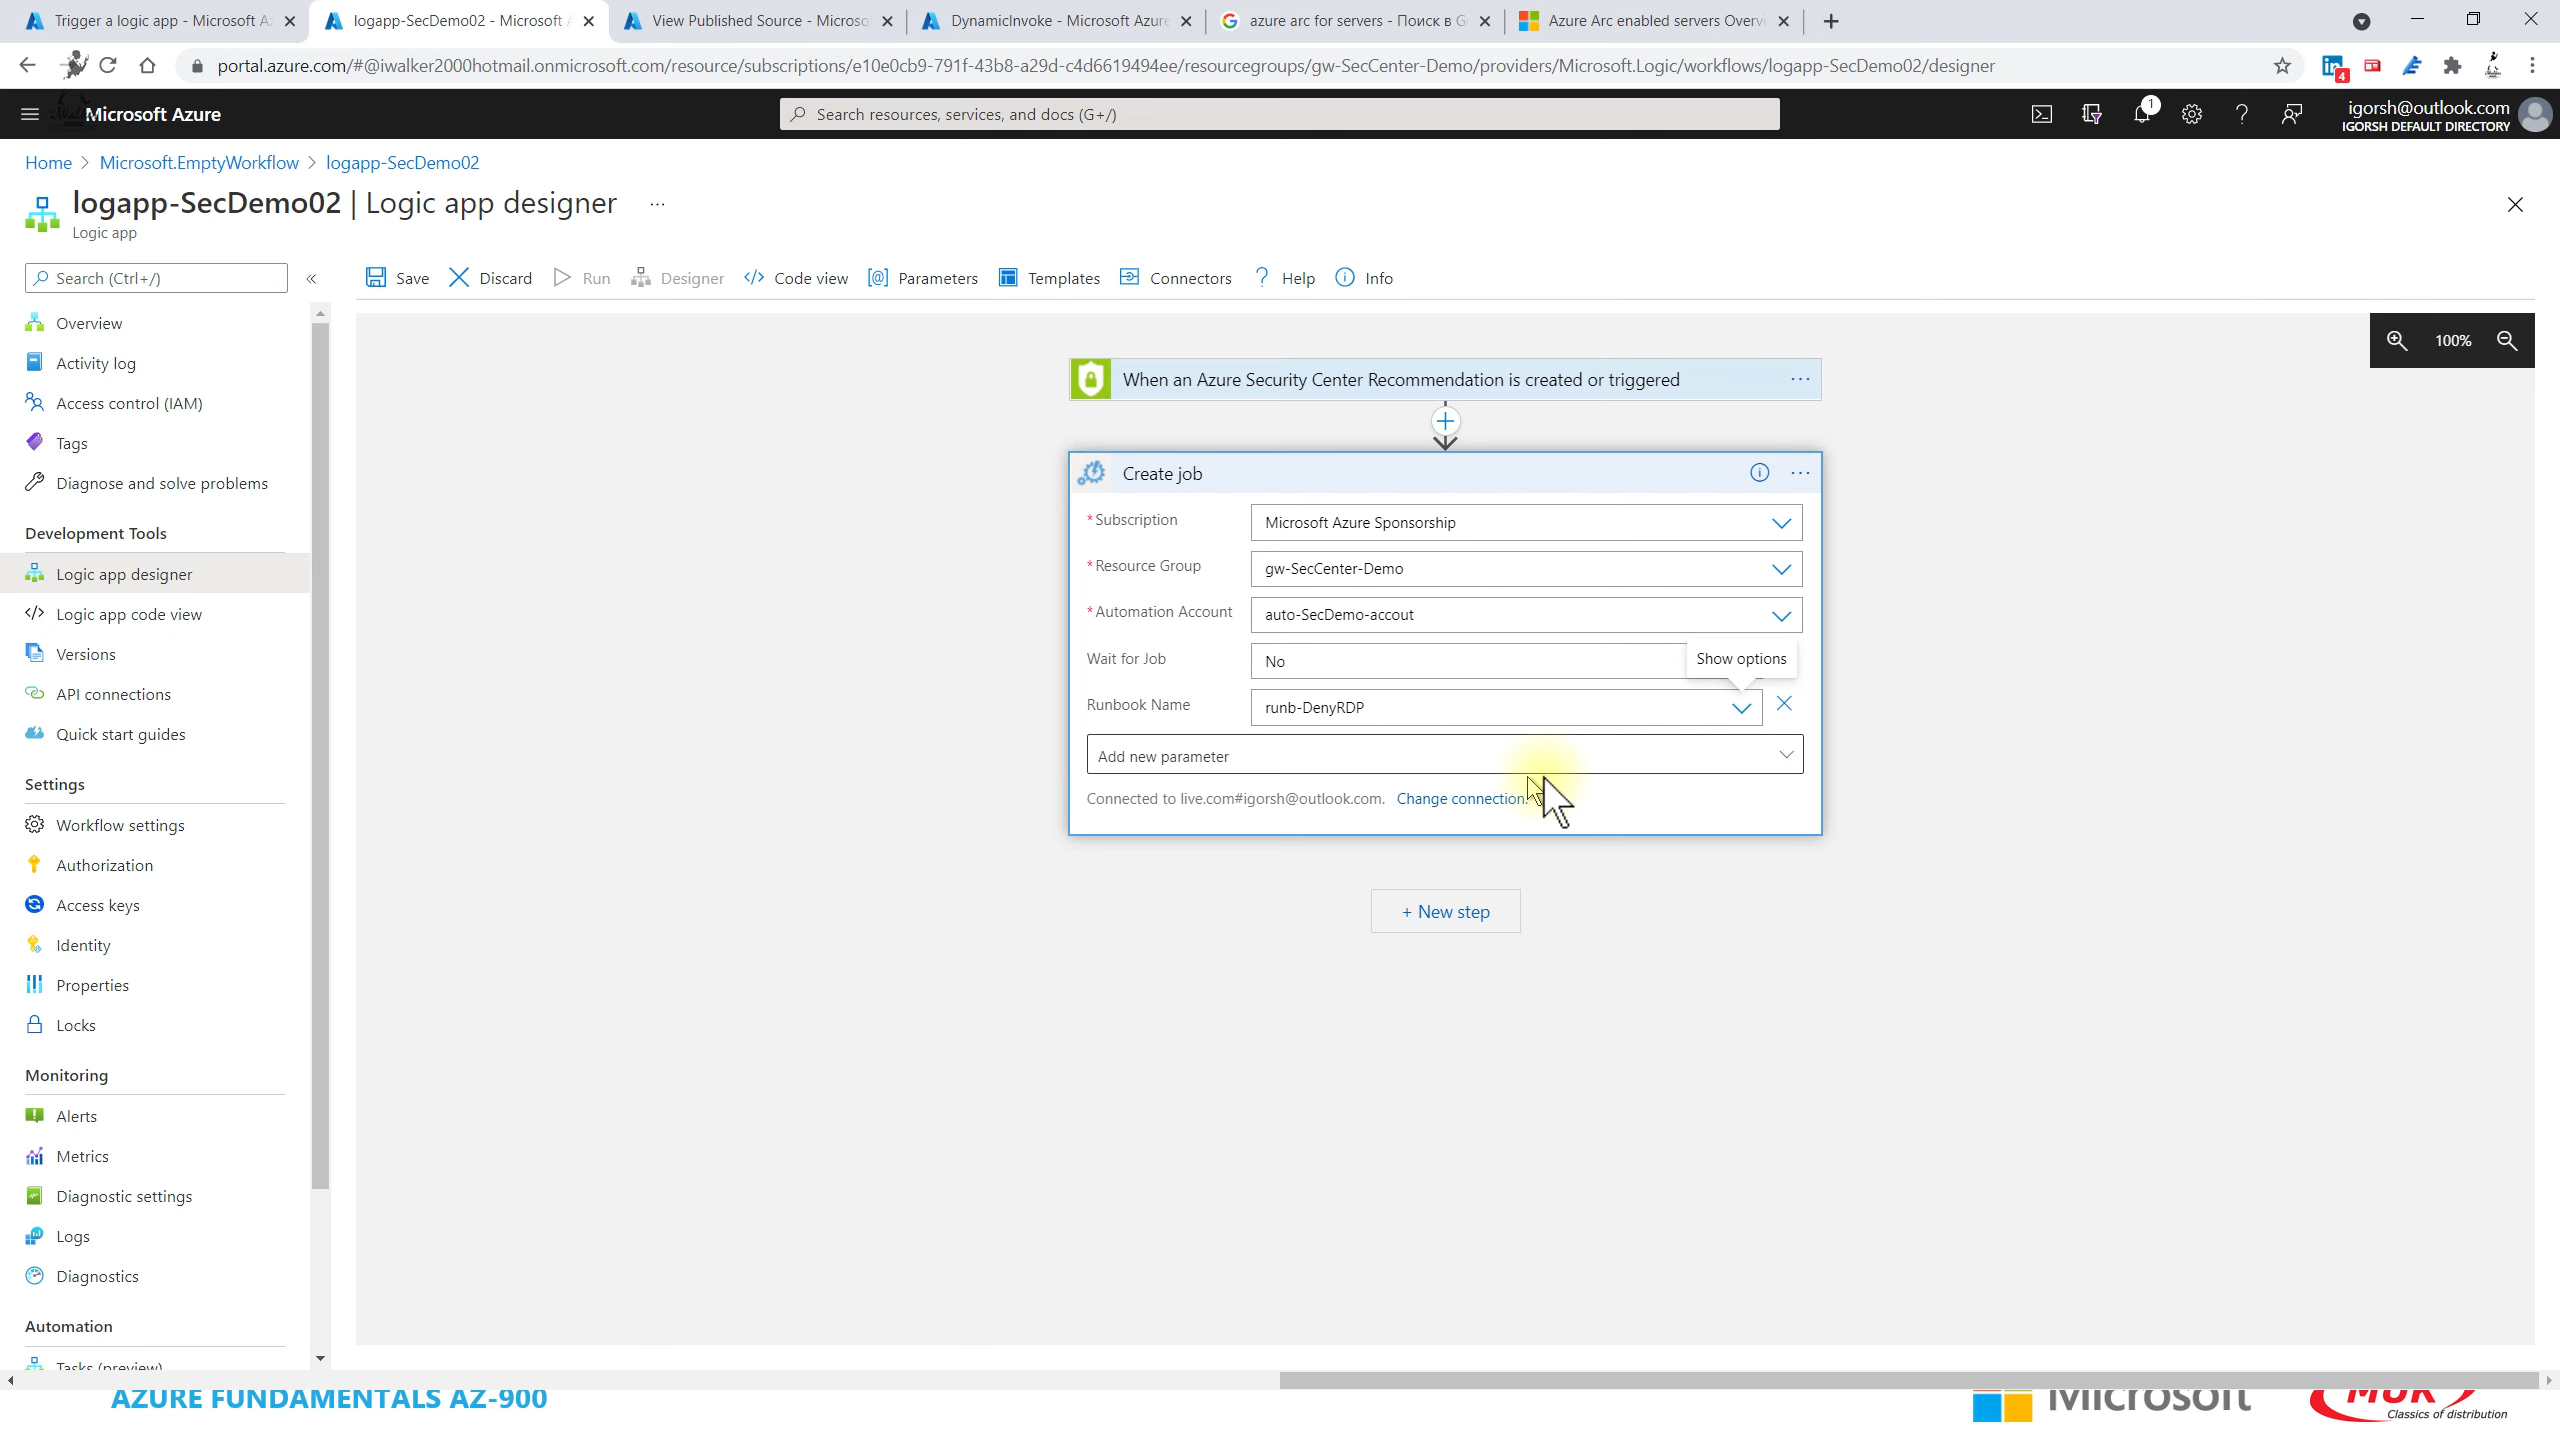 Trigger a logic app - Microsoft Az
logapp-SecDemo02 - Microsoft A
View Published Source - Microso
DynamicInvoke - Microsoft Azure
azure arc for servers - Поиск в G
Azure Arc enabled servers Overvi
portal.azure.com/#@iwalker2000hotmail.onmicrosoft.com/resource/subscriptions/e10e0cb9-791f-43b8-a29d-c4d6619494ee/resourcegroups/gw-SecCenter-Demo/providers/Microsoft.Logic/workflows/logapp-SecDemo02/designer
4
Microsoft Azure
Search resources, services, and docs (G+/)
1
igorsh@outlook.com
IGORSH DEFAULT DIRECTORY
Home > Microsoft.EmptyWorkflow > logapp-SecDemo02
logapp-SecDemo02 | Logic app designer ...
Logic app
Search (Ctrl+/)
«
Save
Discard
Run
Designer
Code view
Parameters
Templates
Connectors
Help
Info
Overview
Activity log
Access control (IAM)
Tags
Diagnose and solve problems
Development Tools
Logic app designer
Logic app code view
Versions
API connections
Quick start guides
Settings
Workflow settings
Authorization
Access keys
Identity
Properties
Locks
Monitoring
Alerts
Metrics
Diagnostic settings
Logs
Diagnostics
Automation
Tasks (preview)
100%
When an Azure Security Center Recommendation is created or triggered
Create job
* Subscription
Microsoft Azure Sponsorship
* Resource Group
gw-SecCenter-Demo
* Automation Account
auto-SecDemo-accout
Wait for Job
No
Show options
Runbook Name
runb-DenyRDP
Add new parameter
Connected to live.com#igorsh@outlook.com. Change connection.
+ New step
AZURE FUNDAMENTALS AZ-900
Microsoft
MUK
Classics of distribution